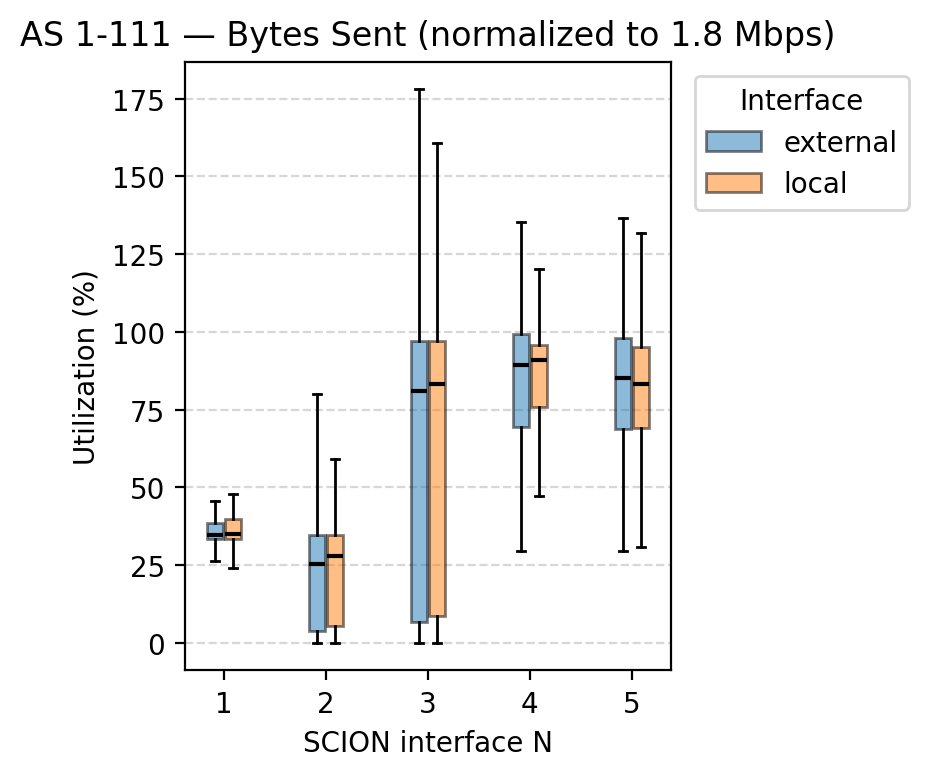 AS 1-111 — Bytes Sent (normalized to 1.8 Mbps)
Interface
external
local
Utilization (%)
175
150
125
100
75
50
25
0
1 2 3 4 5
SCION interface N